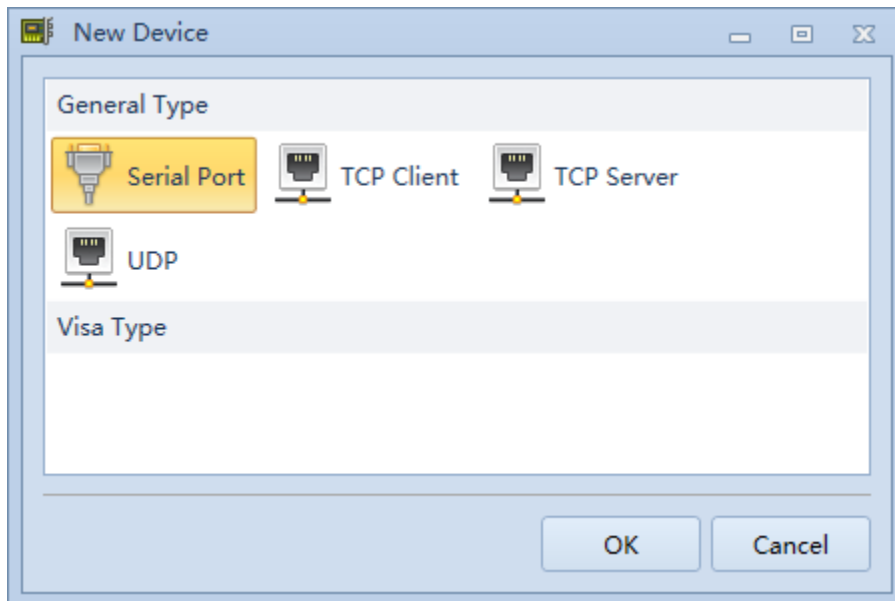 New Device
General Type
Serial Port TCP Client TCP Server
UDP
Visa Type
OK Cancel